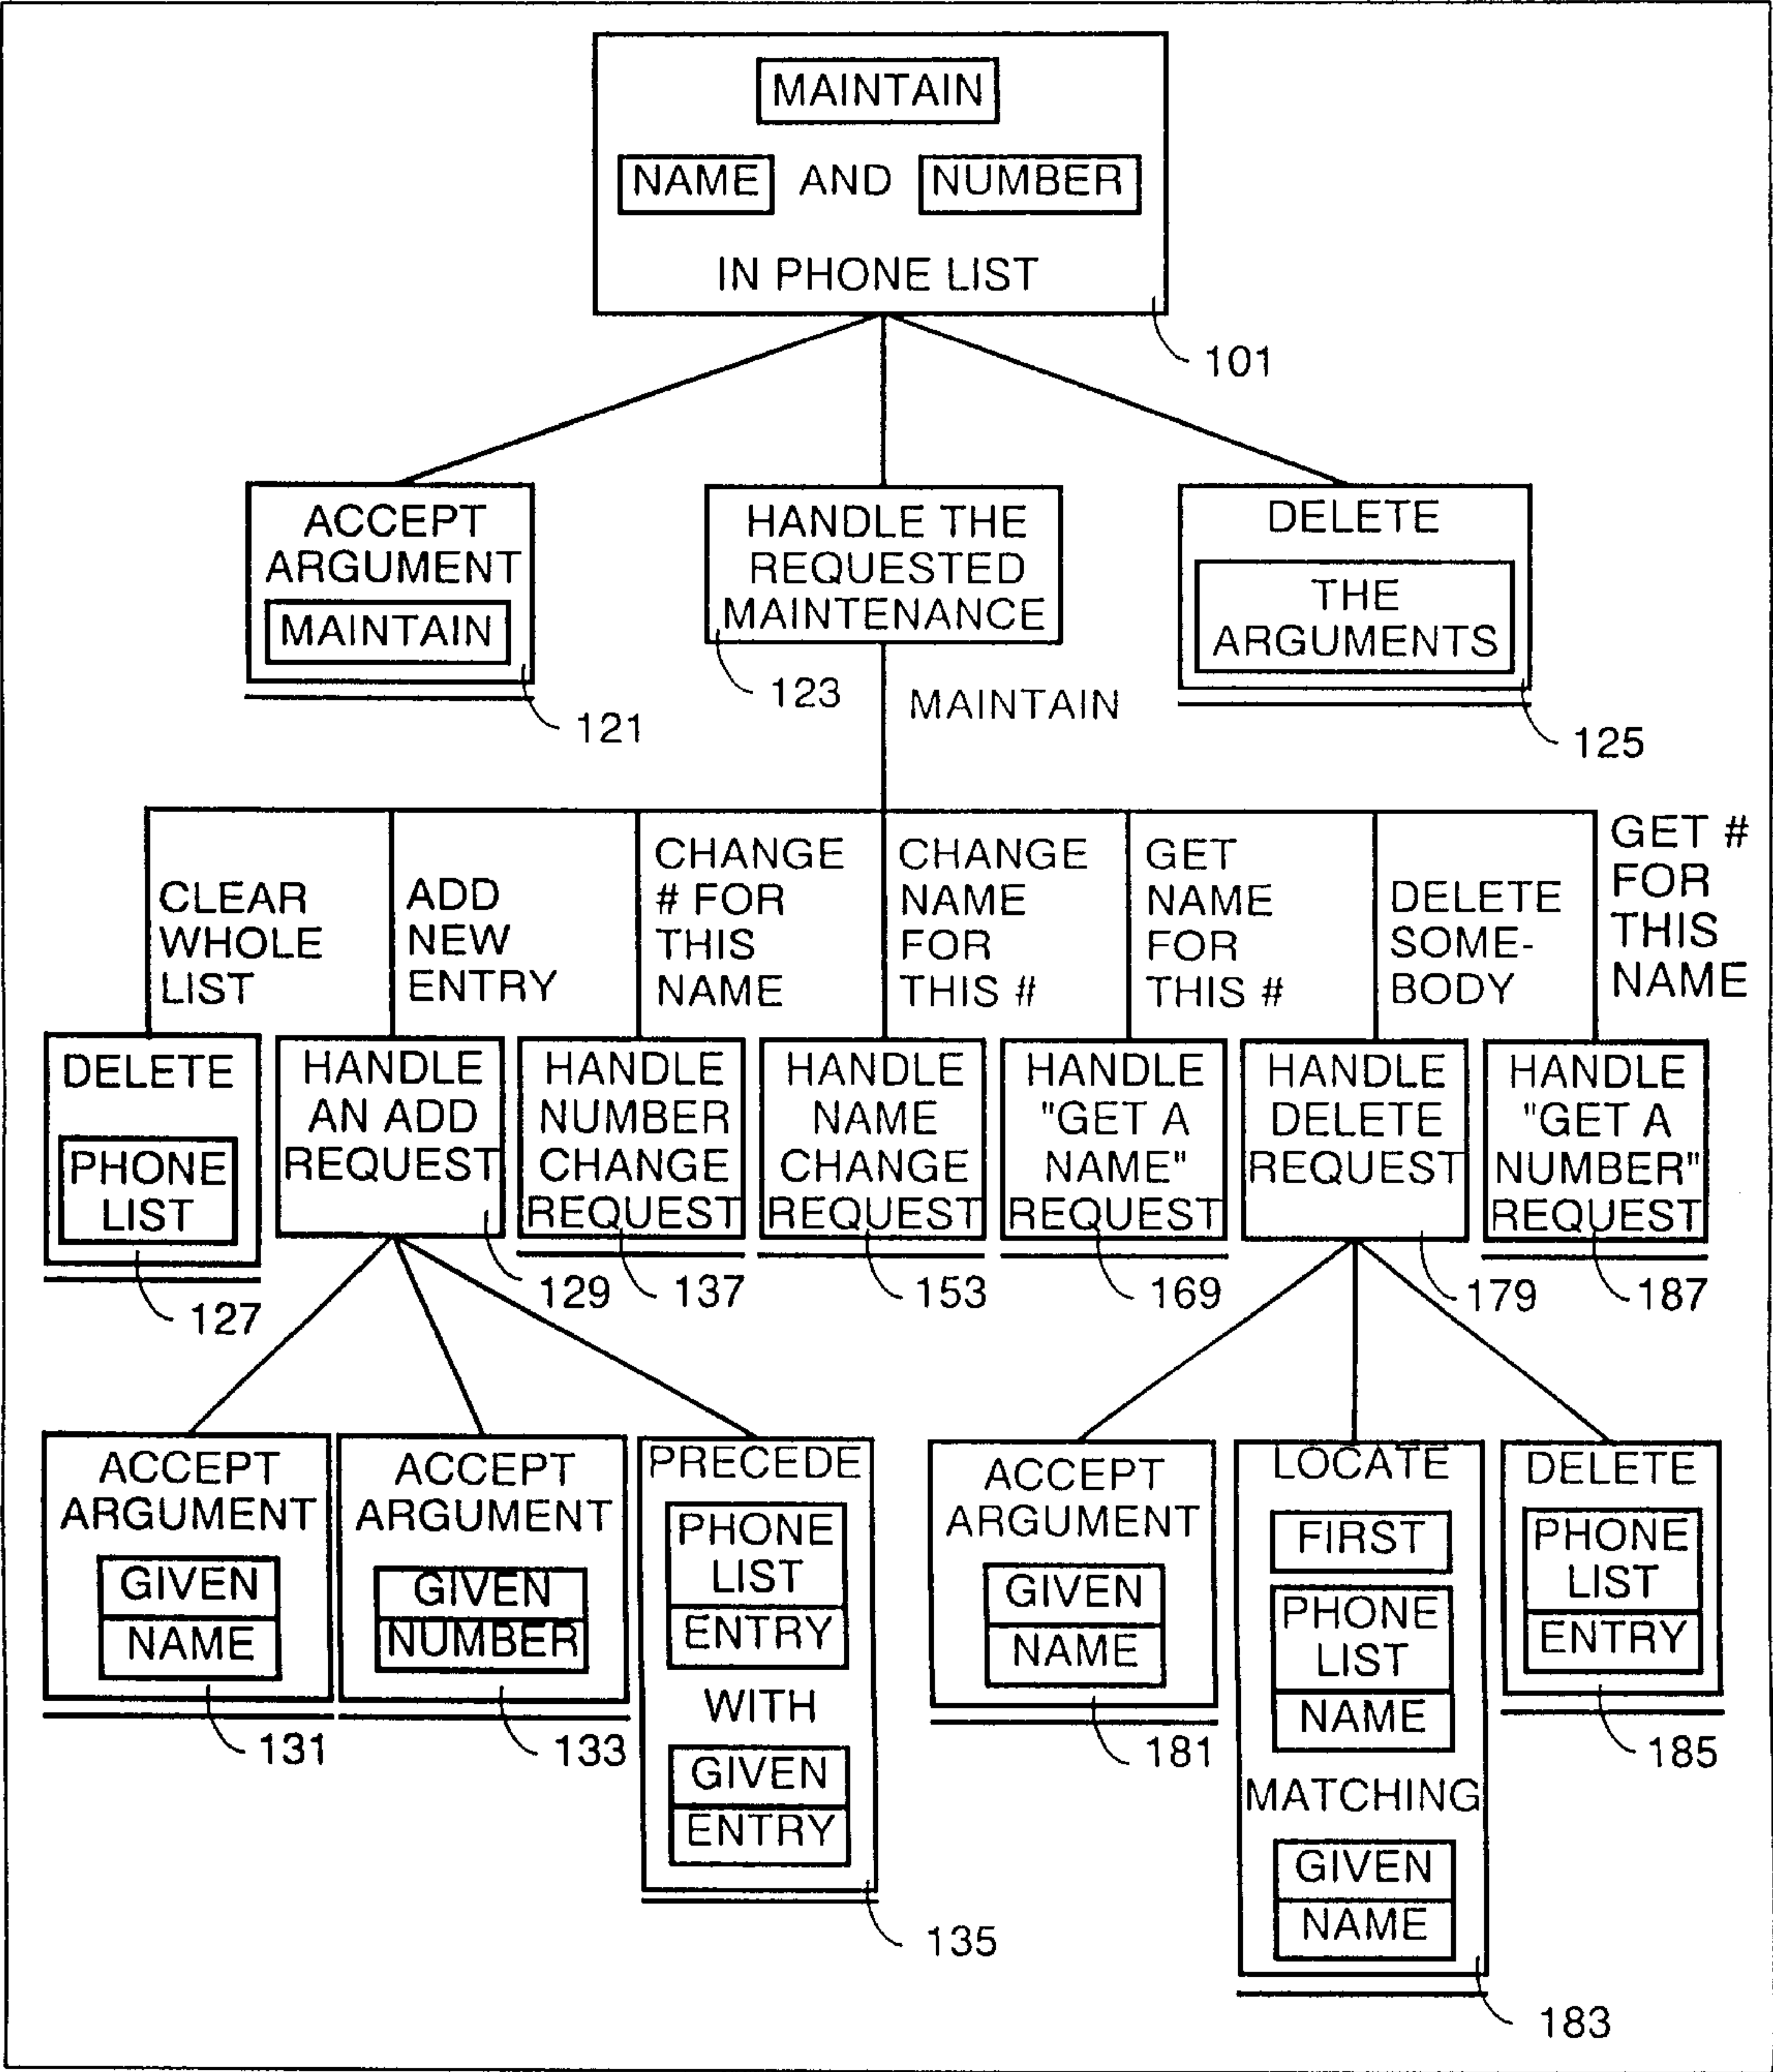 MAINTAIN
NAME AND NUMBER
IN PHONE LIST
101
ACCEPT
ARGUMENT
MAINTAIN
121
HANDLE THE
REQUESTED
MAINTENANCE
123
MAINTAIN
DELETE
THE
ARGUMENTS
125
CLEAR
WHOLE
LIST
ADD
NEW
ENTRY
CHANGE
# FOR
THIS
NAME
CHANGE
NAME
FOR
THIS #
GET
NAME
FOR
THIS #
DELETE
SOME-
BODY
GET #
FOR
THIS
NAME
DELETE
PHONE
LIST
127
HANDLE
AN ADD
REQUEST
129
HANDLE
NUMBER
CHANGE
REQUEST
137
HANDLE
NAME
CHANGE
REQUEST
153
HANDLE
"GET A
NAME"
REQUEST
169
HANDLE
DELETE
REQUEST
179
HANDLE
"GET A
NUMBER"
REQUEST
187
ACCEPT
ARGUMENT
GIVEN
NAME
131
ACCEPT
ARGUMENT
GIVEN
NUMBER
133
PRECEDE
PHONE
LIST
ENTRY
WITH
GIVEN
ENTRY
135
ACCEPT
ARGUMENT
GIVEN
NAME
181
LOCATE
FIRST
PHONE
LIST
NAME
MATCHING
GIVEN
NAME
183
DELETE
PHONE
LIST
ENTRY
185